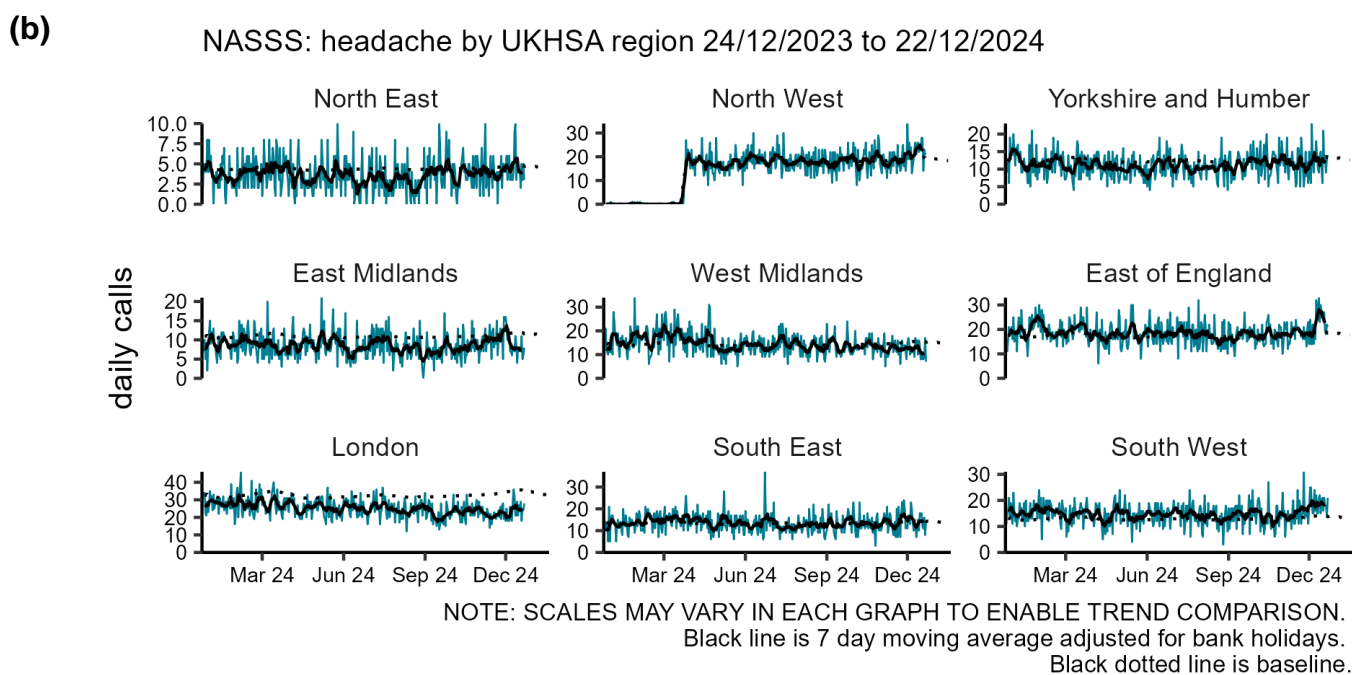 (b)
NASSS: headache by UKHSA region 24/12/2023 to 22/12/2024
daily calls
North East
10.0
7.5
5.0
2.5
0.0
North West
30
20
10
0
Yorkshire and Humber
20
15
10
5
0
East Midlands
20
15
10
5
0
West Midlands
30
20
10
0
East of England
30
20
10
0
London
40
30
20
10
0
Mar 24 Jun 24 Sep 24 Dec 24
South East
30
20
10
0
Mar 24 Jun 24 Sep 24 Dec 24
South West
30
20
10
0
Mar 24 Jun 24 Sep 24 Dec 24
NOTE: SCALES MAY VARY IN EACH GRAPH TO ENABLE TREND COMPARISON.
Black line is 7 day moving average adjusted for bank holidays.
Black dotted line is baseline.